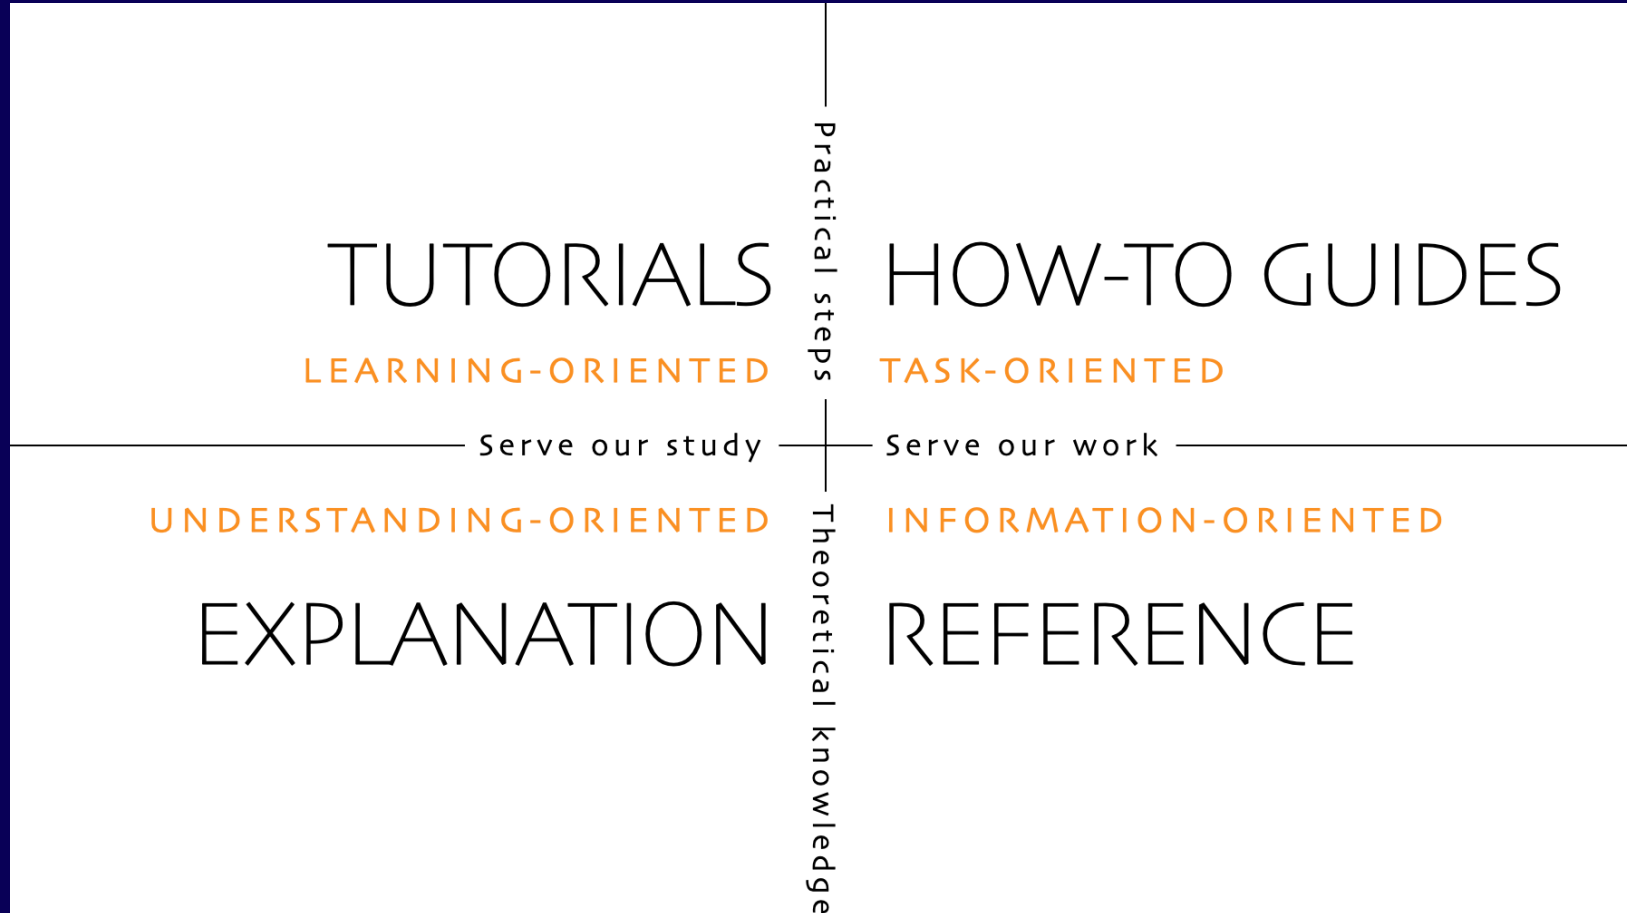 Practical steps
TUTORIALS
LEARNING-ORIENTED
HOW-TO GUIDES
TASK-ORIENTED
Serve our study
Serve our work
UNDERSTANDING-ORIENTED
EXPLANATION
INFORMATION-ORIENTED
REFERENCE
Theoretical knowledge